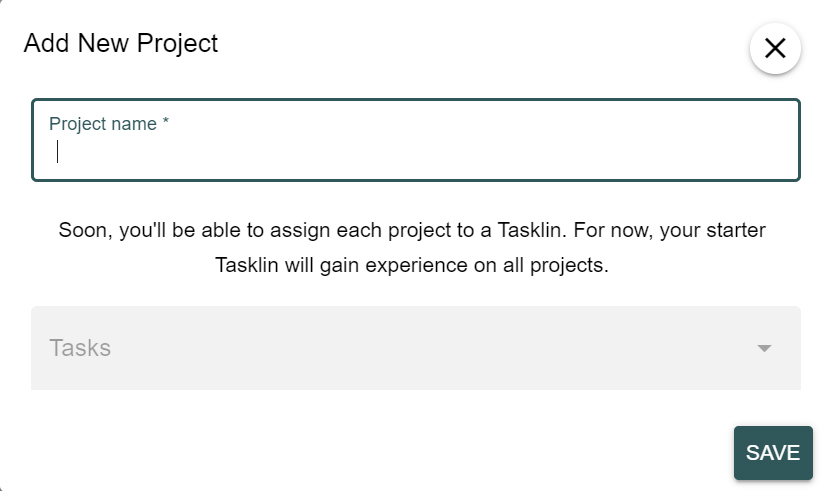 Add New Project
Project name *
Soon, you'll be able to assign each project to a Tasklin. For now, your starter
Tasklin will gain experience on all projects.
Tasks
SAVE